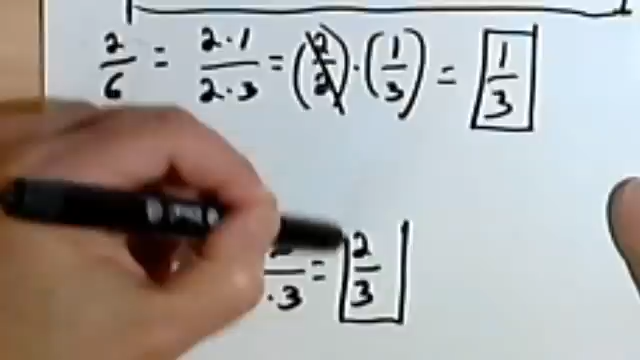 2/6 = 2·1/2·3 = (2/2)·(1/3) = 1/3
·3 = 2/3